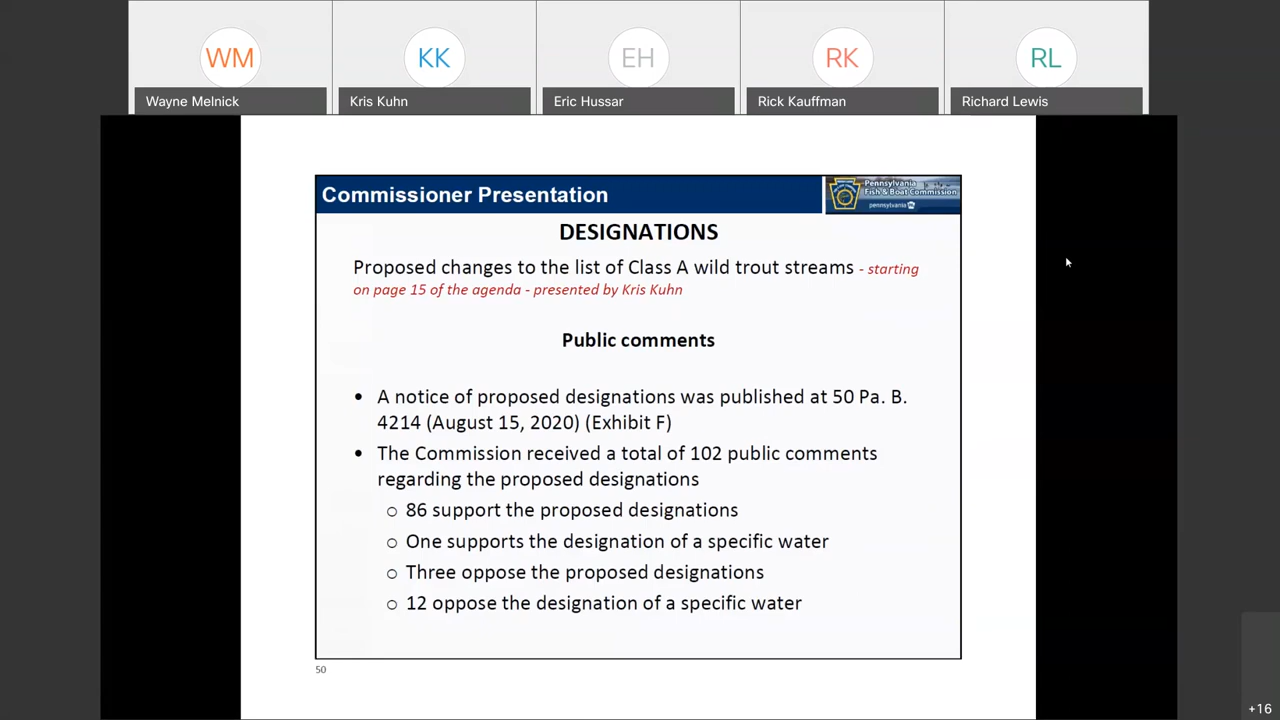 WM
KK
EH
RK
RL
Wayne Melnick
Kris Kuhn
Eric Hussar
Rick Kauffman
Richard Lewis
Commissioner Presentation
Pennsylvania
Fish & Boat Commission
pennsylvania
DESIGNATIONS
Proposed changes to the list of Class A wild trout streams - starting
on page 15 of the agenda - presented by Kris Kuhn
Public comments
• A notice of proposed designations was published at 50 Pa. B.
4214 (August 15, 2020) (Exhibit F)
• The Commission received a total of 102 public comments
regarding the proposed designations
○ 86 support the proposed designations
○ One supports the designation of a specific water
○ Three oppose the proposed designations
○ 12 oppose the designation of a specific water
50
+16